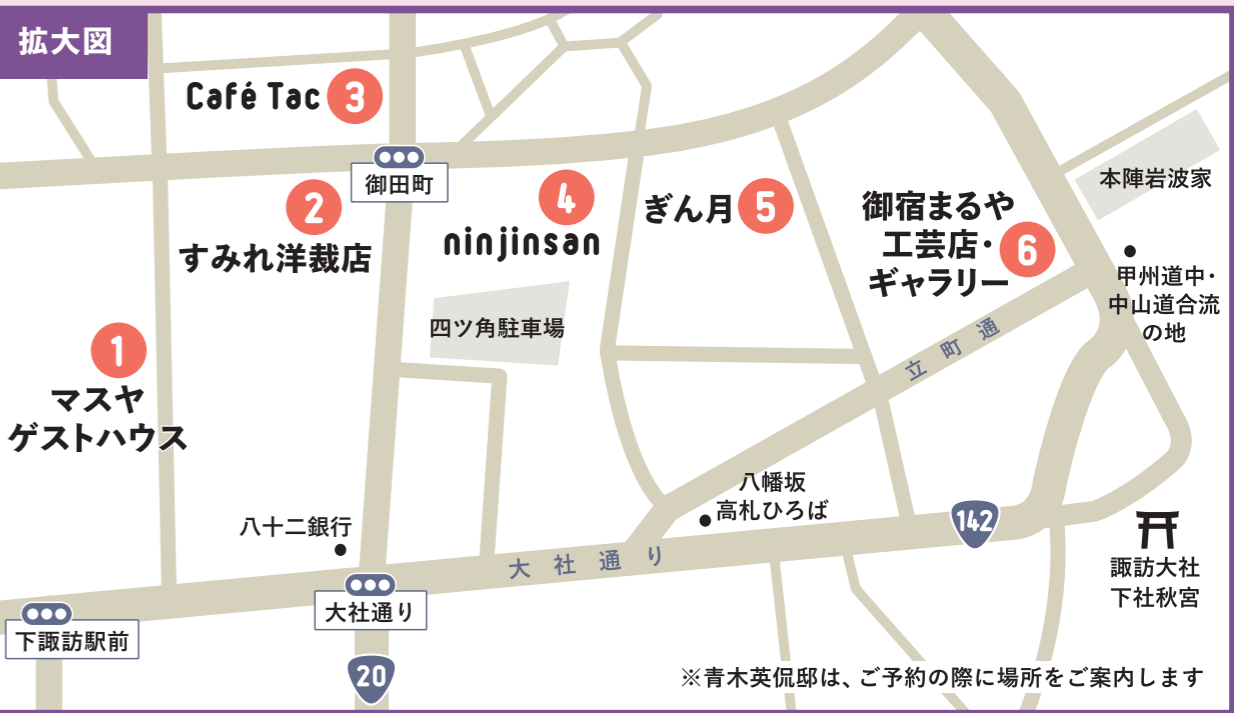 拡大図
Café Tac 3
御田町
2
すみれ洋裁店
4
ninjinsan
ぎん月 5
御宿まるや
工芸店・
ギャラリー
6
本陣岩波家
甲州道中・
中山道合流
の地
四ツ角駐車場
1
マスヤ
ゲストハウス
立町通
八幡坂
高札ひろば
八十二銀行
142
大社通り
諏訪大社
下社秋宮
大社通り
下諏訪駅前
20
※青木英侃邸は、ご予約の際に場所をご案内します